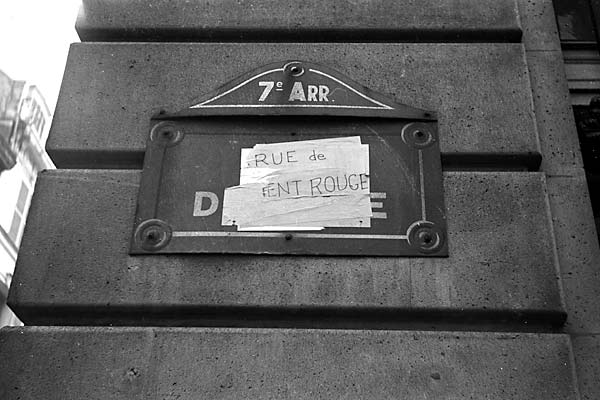 7e ARR.
RUE de
ENT ROUGE
D E